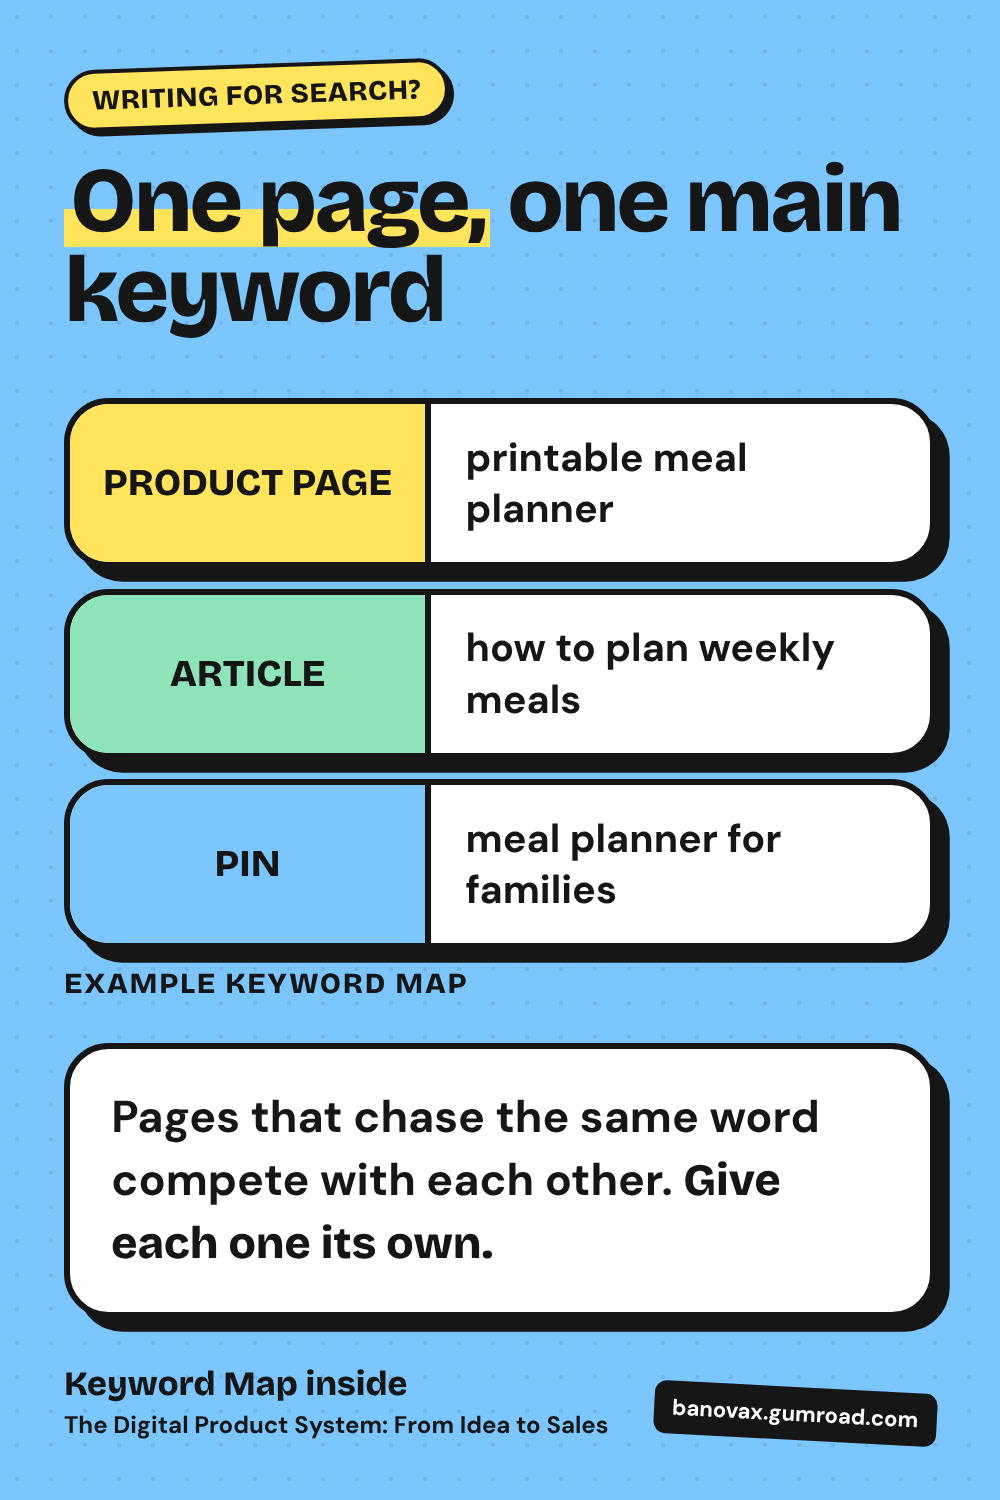 WRITING FOR SEARCH?
One page, one main
keyword
PRODUCT PAGE
printable meal
planner
ARTICLE
how to plan weekly
meals
PIN
meal planner for
families
EXAMPLE KEYWORD MAP
Pages that chase the same word
compete with each other. Give
each one its own.
Keyword Map inside
The Digital Product System: From Idea to Sales
banovax.gumroad.com